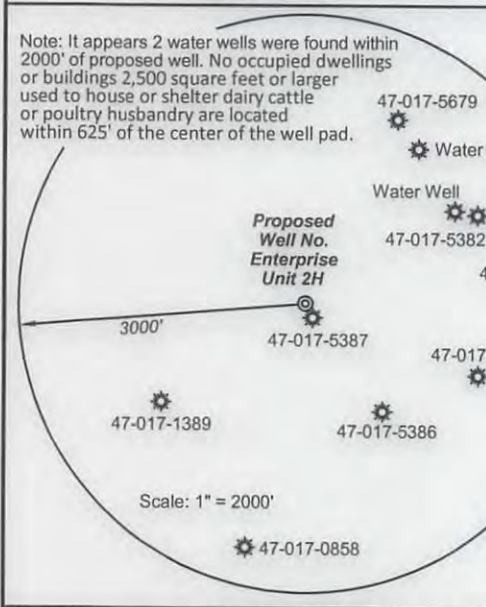 Note: It appears 2 water wells were found within
2000' of proposed well. No occupied dwellings
or buildings 2,500 square feet or larger
used to house or shelter dairy cattle
or poultry husbandry are located
within 625' of the center of the well pad.
47-017-5679
Water
Water Well
47-017-5382
Proposed
Well No.
Enterprise
Unit 2H
4
3000'
47-017-5387
47-017
47-017-1389
47-017-5386
Scale: 1" = 2000'
47-017-0858